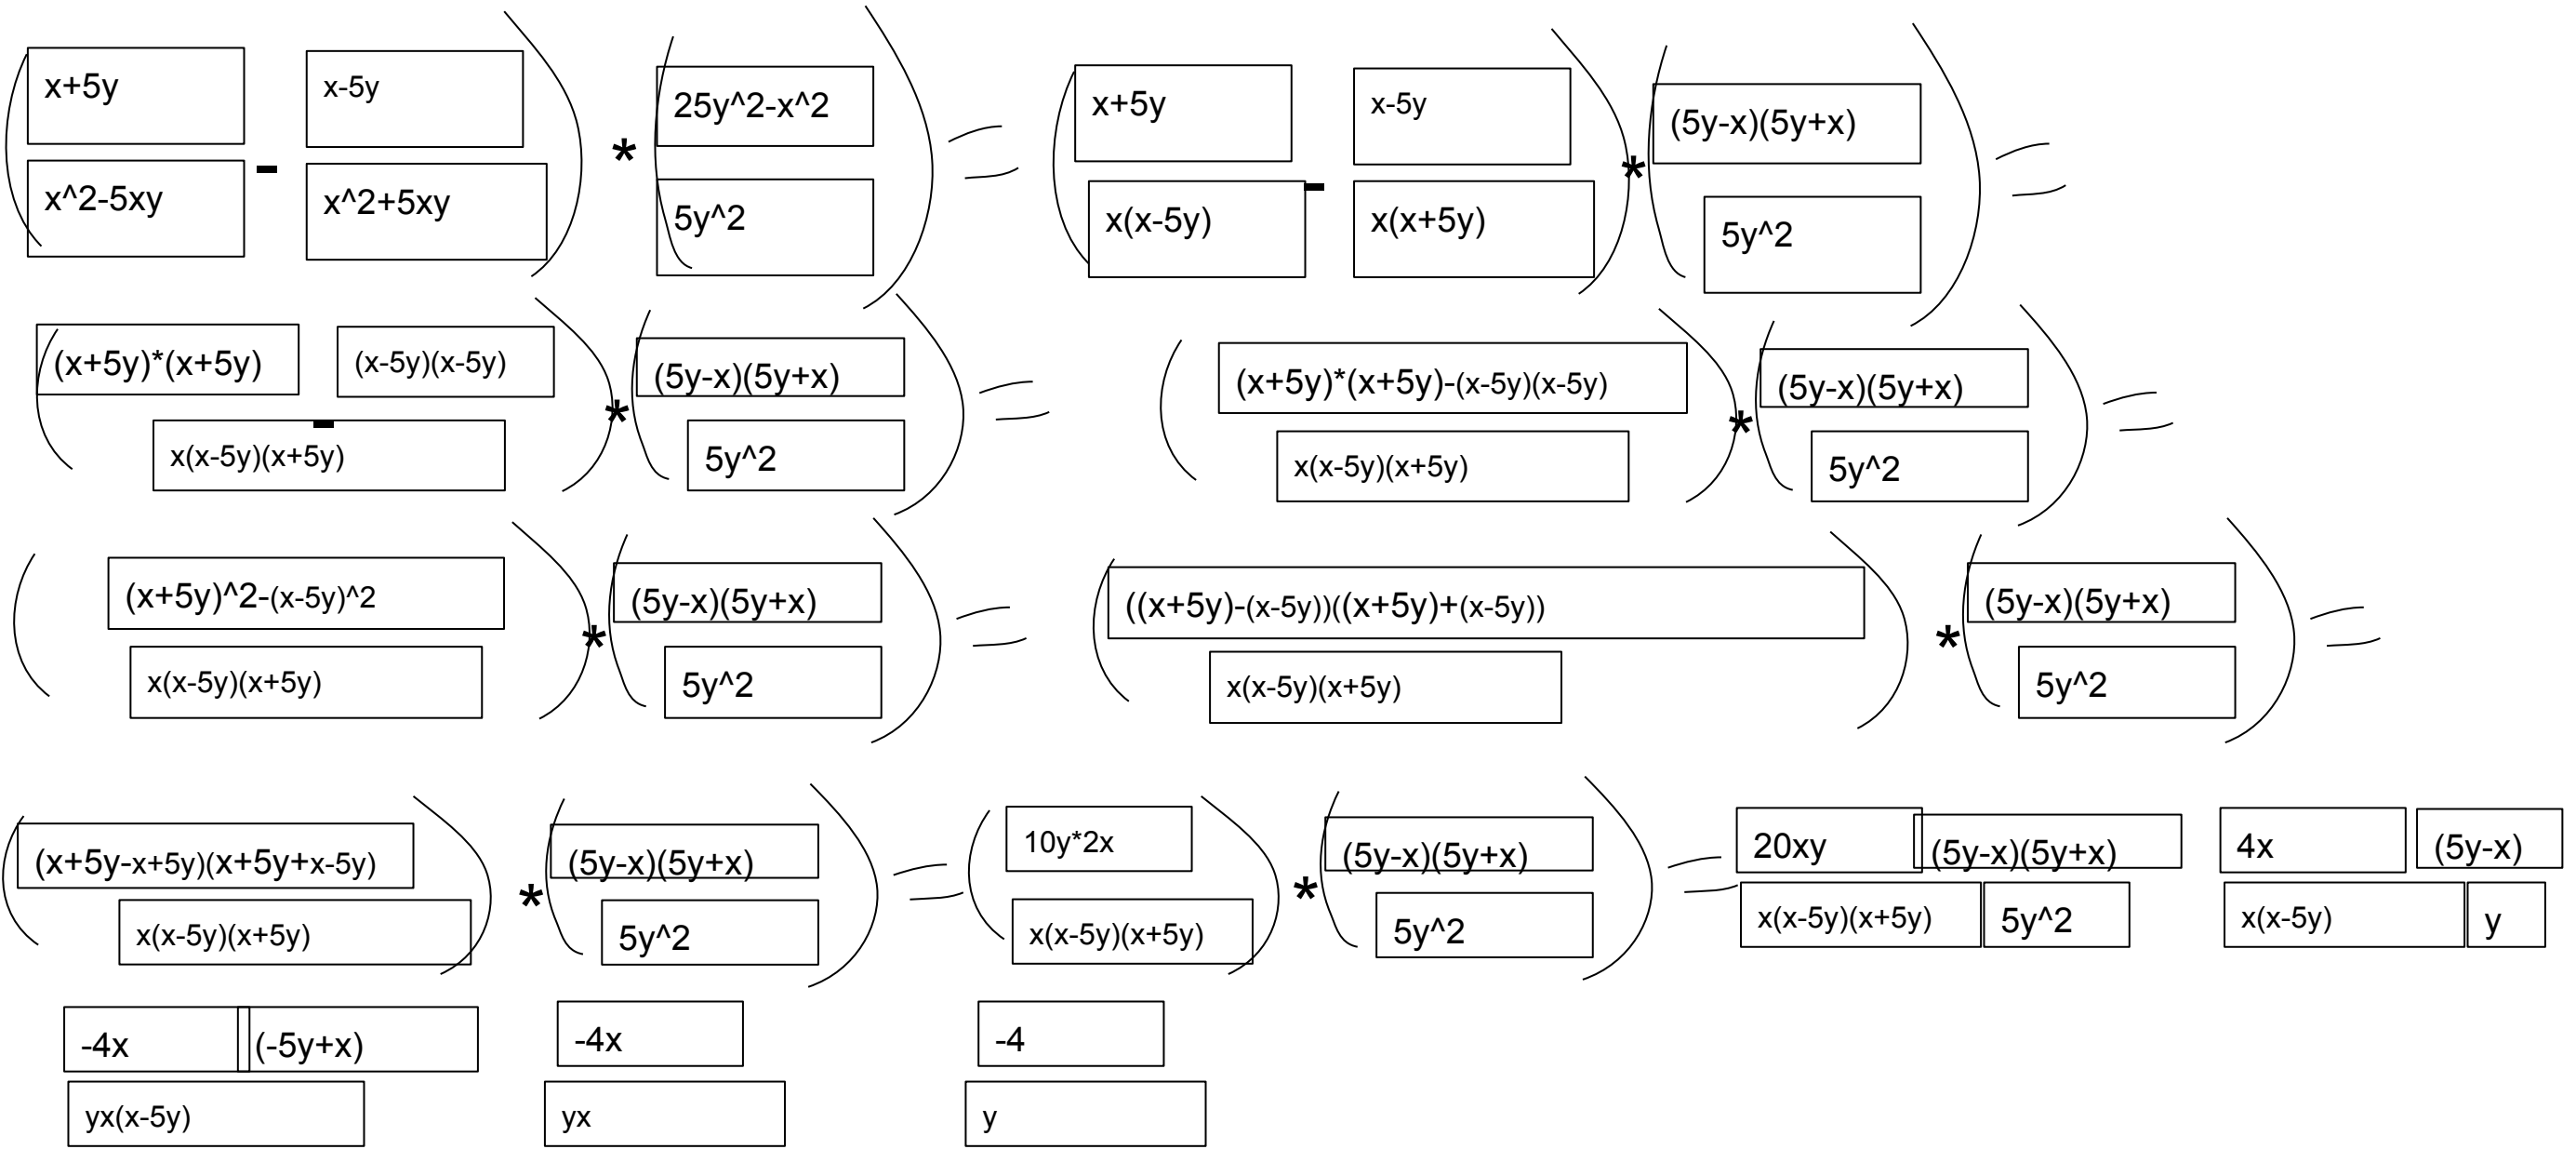 x+5y x-5y 25y^2-x^2 x+5y x-5y (5y-x)(5y+x)
- * = - * =
x^2-5xy x^2+5xy 5y^2 x(x-5y) x(x+5y) 5y^2
(x+5y)*(x+5y) (x-5y)(x-5y) (5y-x)(5y+x) (x+5y)*(x+5y)-(x-5y)(x-5y) (5y-x)(5y+x)
- * = * =
x(x-5y)(x+5y) 5y^2 x(x-5y)(x+5y) 5y^2
(x+5y)^2-(x-5y)^2 (5y-x)(5y+x) ((x+5y)-(x-5y))((x+5y)+(x-5y)) (5y-x)(5y+x)
* = * =
x(x-5y)(x+5y) 5y^2 x(x-5y)(x+5y) 5y^2
(x+5y-x+5y)(x+5y+x-5y) (5y-x)(5y+x) 10y*2x (5y-x)(5y+x) 20xy (5y-x)(5y+x) 4x (5y-x)
* = * =
x(x-5y)(x+5y) 5y^2 x(x-5y)(x+5y) 5y^2 x(x-5y)(x+5y) 5y^2 x(x-5y) y
-4x (-5y+x) -4x -4
yx(x-5y) yx y